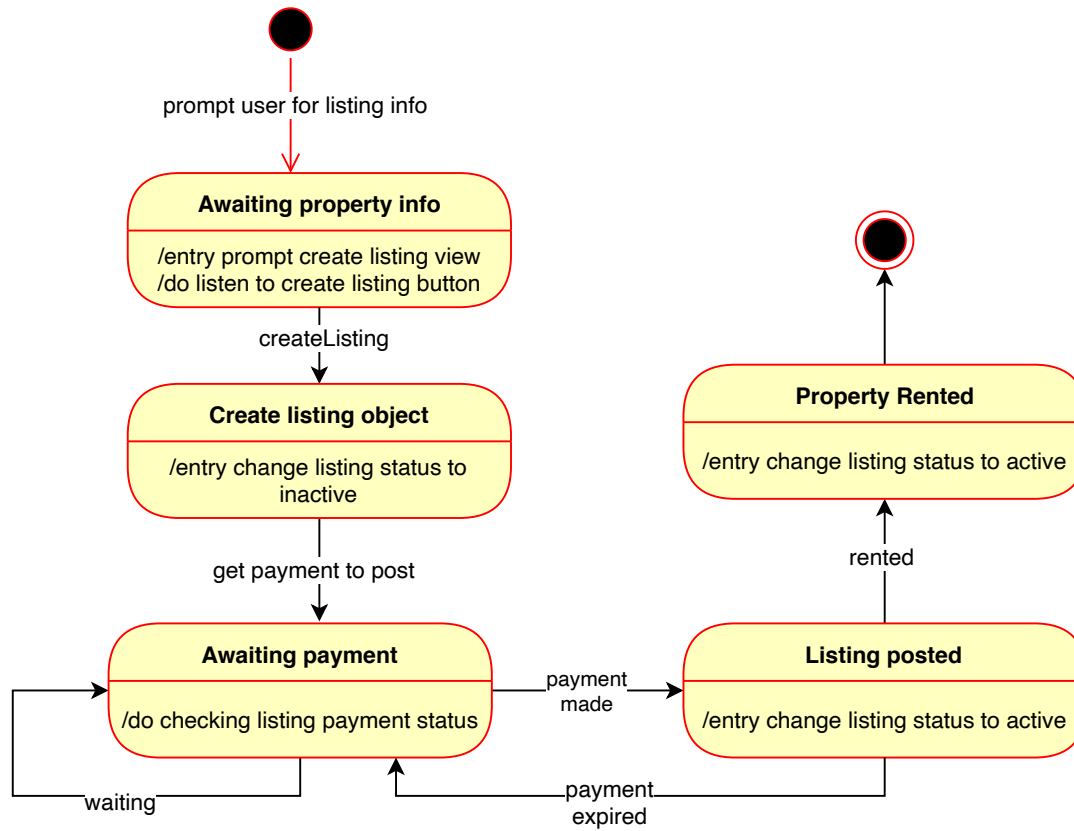 prompt user for listing info
Awaiting property info
/entry prompt create listing view
/do listen to create listing button
createListing
Create listing object
/entry change listing status to
inactive
get payment to post
Awaiting payment
/do checking listing payment status
waiting
payment
made
payment
expired
Listing posted
/entry change listing status to active
rented
Property Rented
/entry change listing status to active